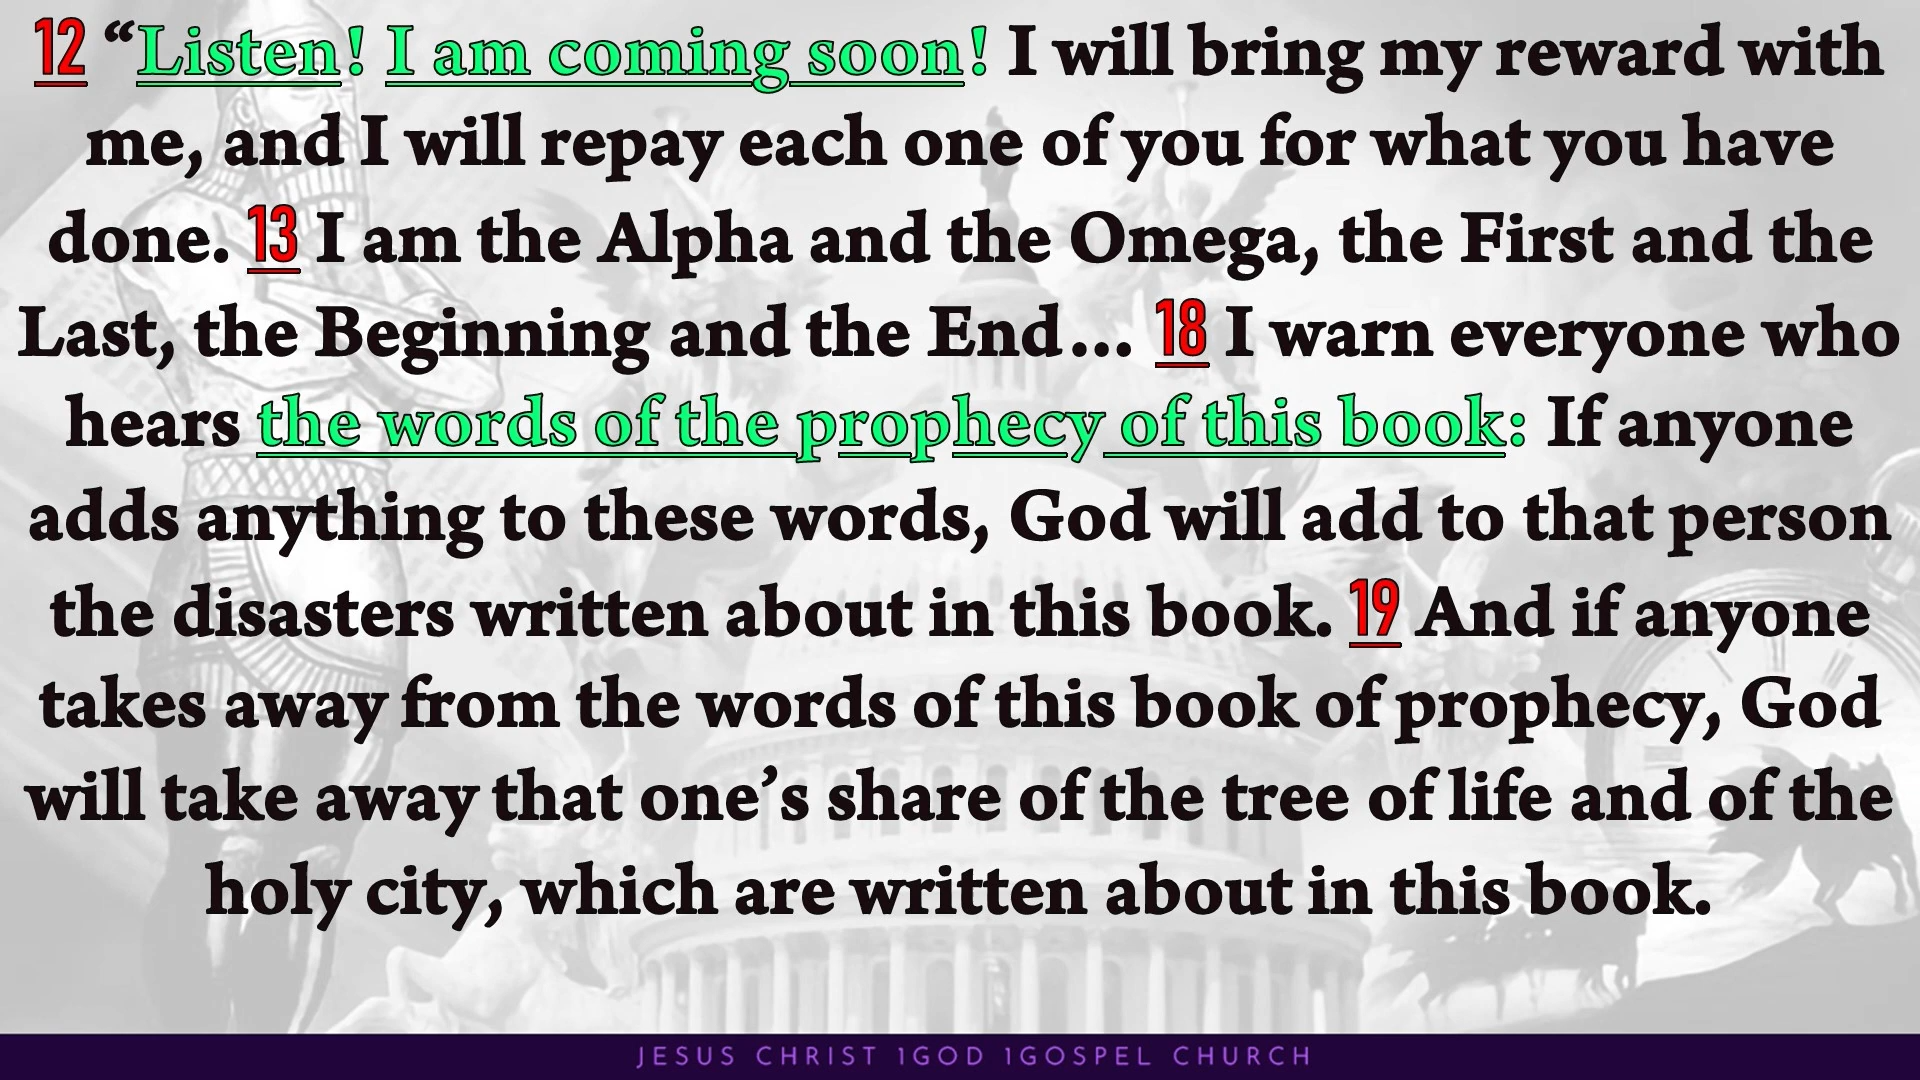 12 “Listen! I am coming soon! I will bring my reward with
me, and I will repay each one of you for what you have
done. 13 I am the Alpha and the Omega, the First and the
Last, the Beginning and the End... 18 I warn everyone who
hears the words of the prophecy of this book: If anyone
adds anything to these words, God will add to that person
the disasters written about in this book. 19 And if anyone
takes away from the words of this book of prophecy, God
will take away that one’s share of the tree of life and of the
holy city, which are written about in this book.
JESUS CHRIST 1GOD 1GOSPEL CHURCH